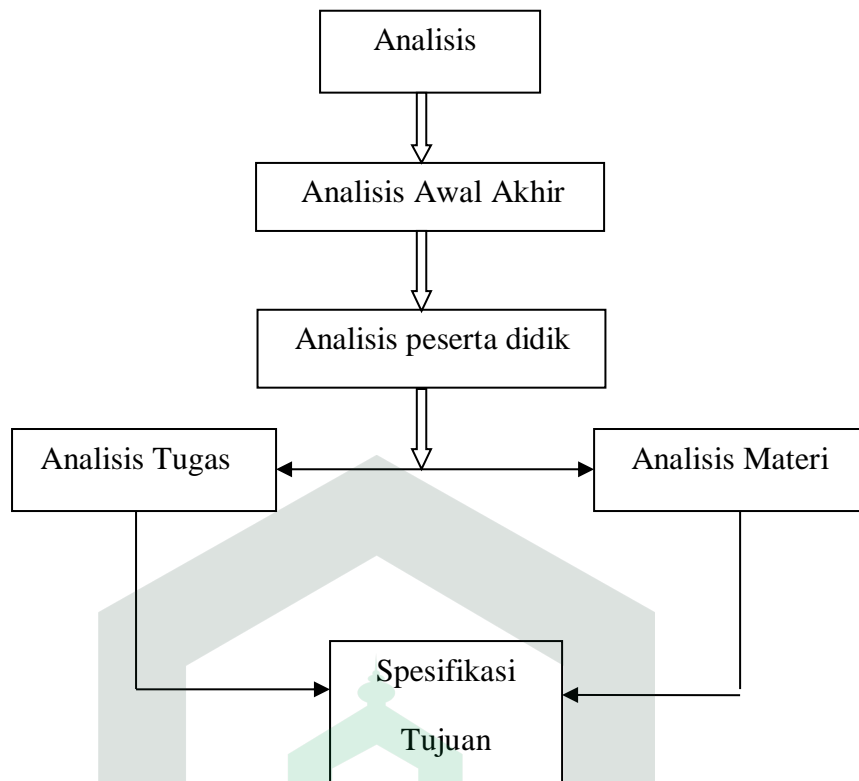 Analisis
Analisis Awal Akhir
Analisis peserta didik
Analisis Tugas
Analisis Materi
Spesifikasi
Tujuan